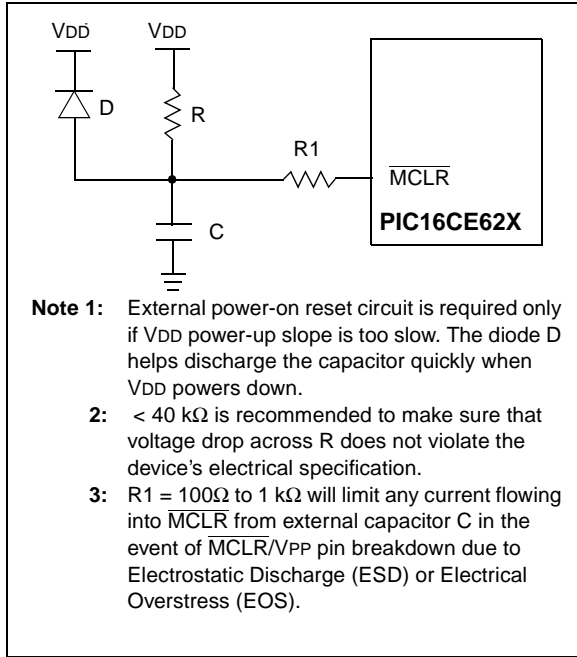 VDD VDD
D
R
R1
MCLR
PIC16CE62X
C
Note 1: External power-on reset circuit is required only
if VDD power-up slope is too slow. The diode D
helps discharge the capacitor quickly when
VDD powers down.
2: < 40 kΩ is recommended to make sure that
voltage drop across R does not violate the
device's electrical specification.
3: R1 = 100Ω to 1 kΩ will limit any current flowing
into MCLR from external capacitor C in the
event of MCLR/VPP pin breakdown due to
Electrostatic Discharge (ESD) or Electrical
Overstress (EOS).